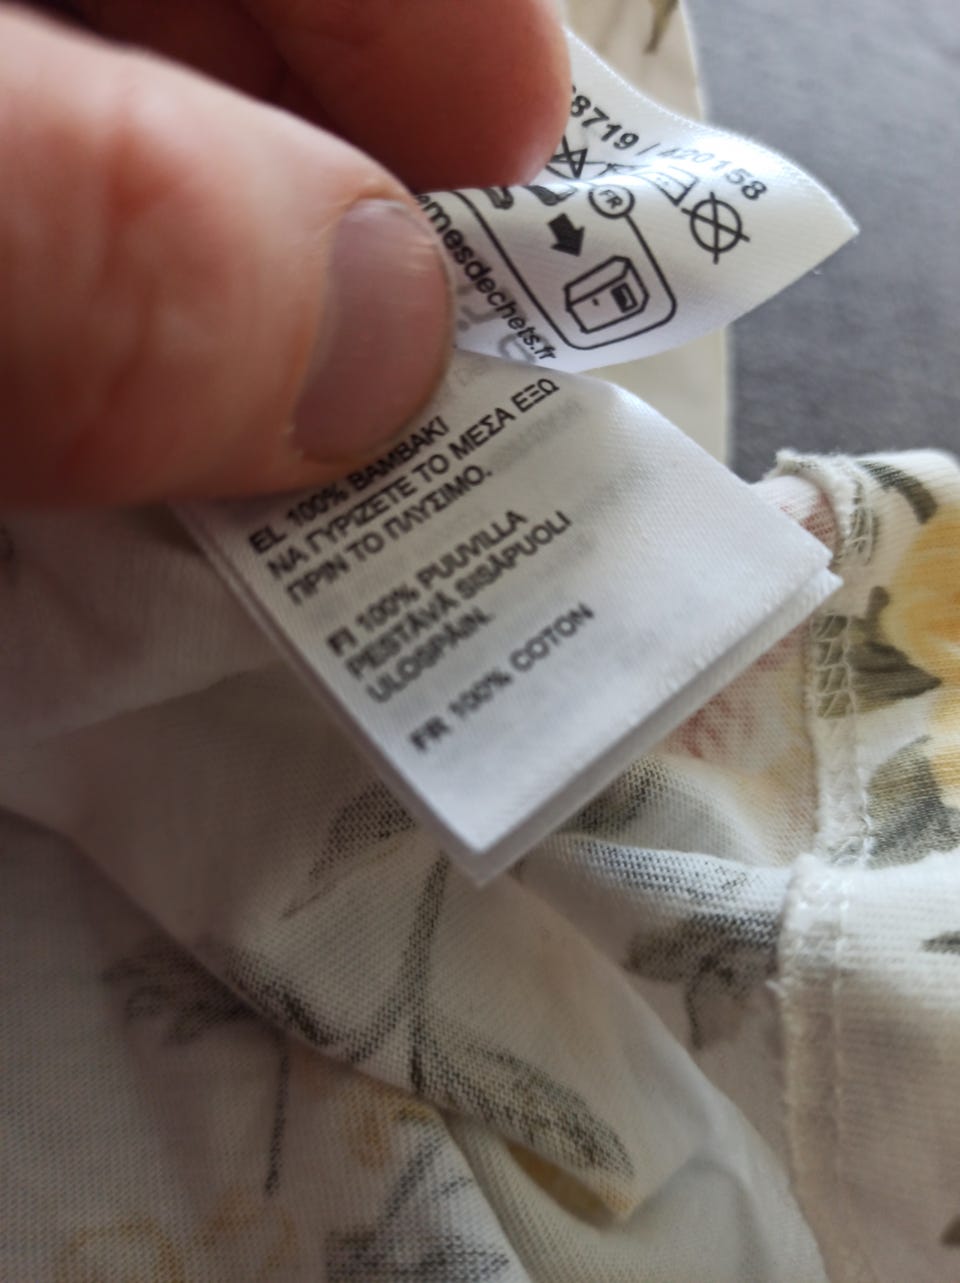 8719 / 420158
FR
mesdechets.fr
EL 100% ΒΑΜΒΑΚΙ
ΝΑ ΓΥΡΙΖΕΤΕ ΤΟ ΜΕΣΑ ΕΞΩ
ΠΡΙΝ ΤΟ ΠΛΥΣΙΜΟ.
FI 100% PUUVILLA
PESTÄVÄ SISÄPUOLI
ULOSPÄIN.
FR 100% COTON